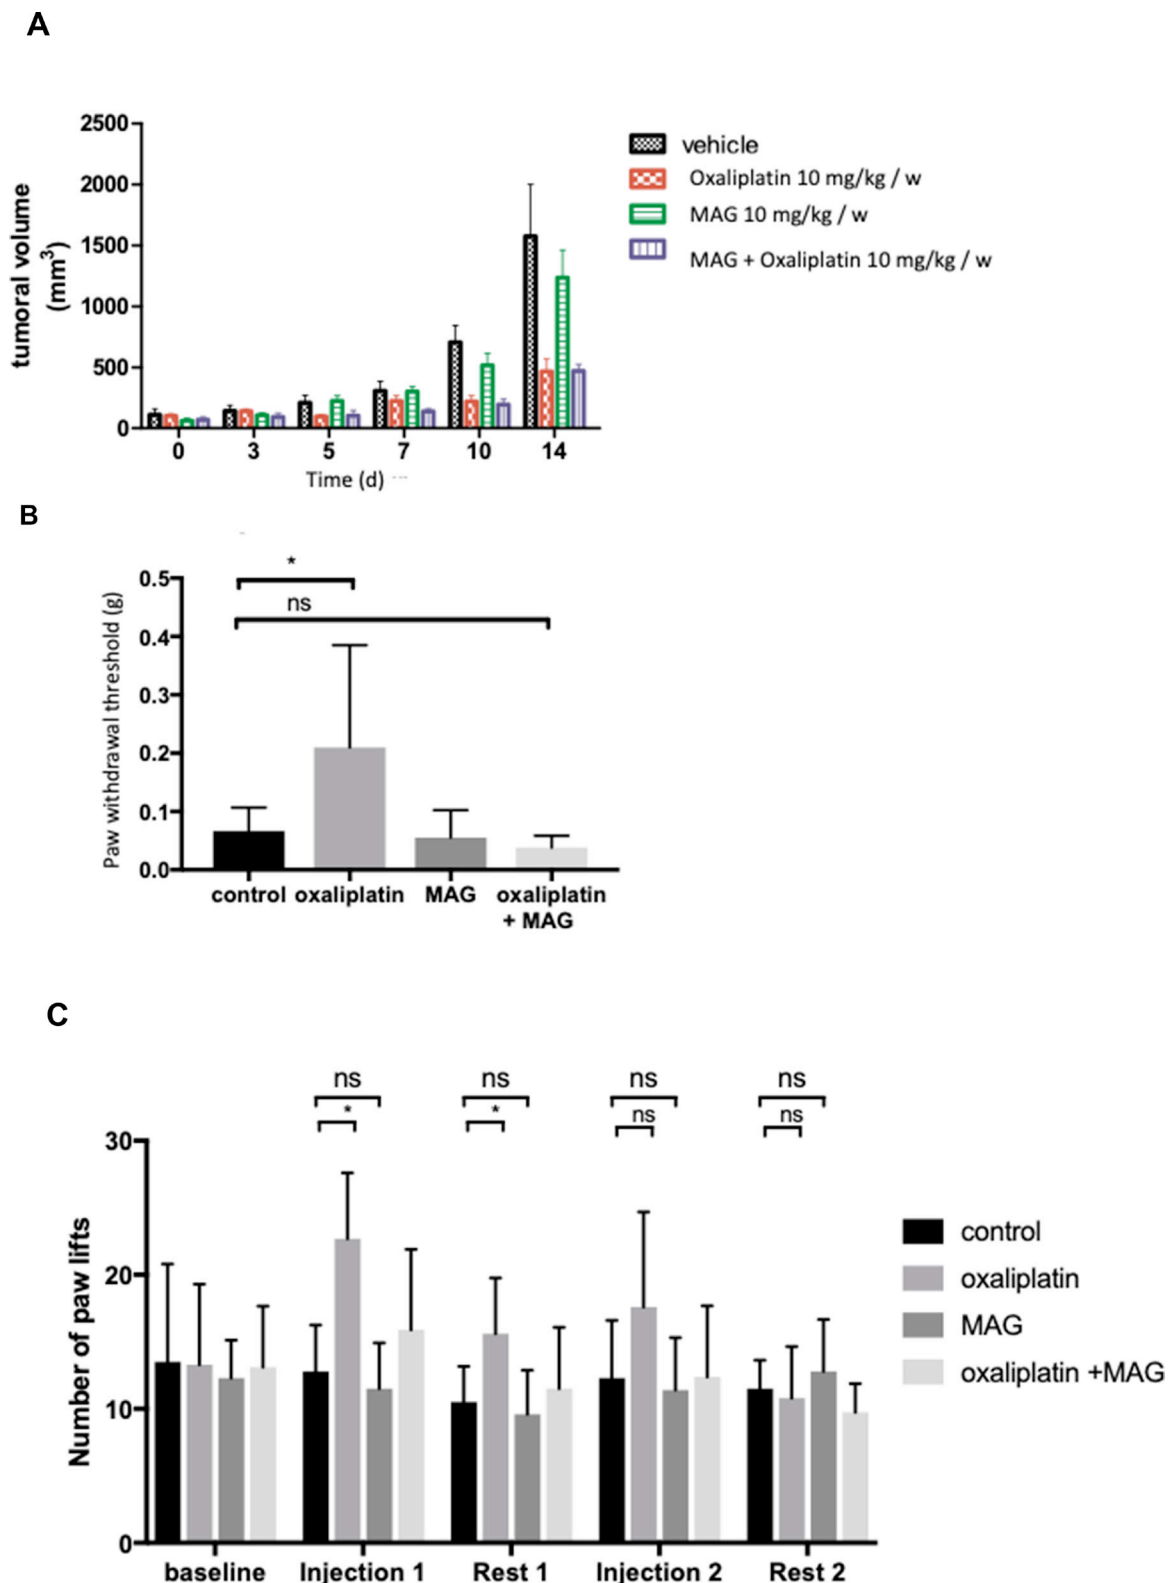 A
2500
2000
1500
1000
500
0
tumoral volume
(mm³)
0 3 5 7 10 14
Time (d)
vehicle
Oxaliplatin 10 mg/kg / w
MAG 10 mg/kg / w
MAG + Oxaliplatin 10 mg/kg / w
B
*
ns
0.5
0.4
0.3
0.2
0.1
0.0
Paw withdrawal threshold (g)
control oxaliplatin MAG oxaliplatin
+ MAG
C
ns ns ns ns
* * ns ns
30
20
10
0
Number of paw lifts
baseline Injection 1 Rest 1 Injection 2 Rest 2
control
oxaliplatin
MAG
oxaliplatin +MAG